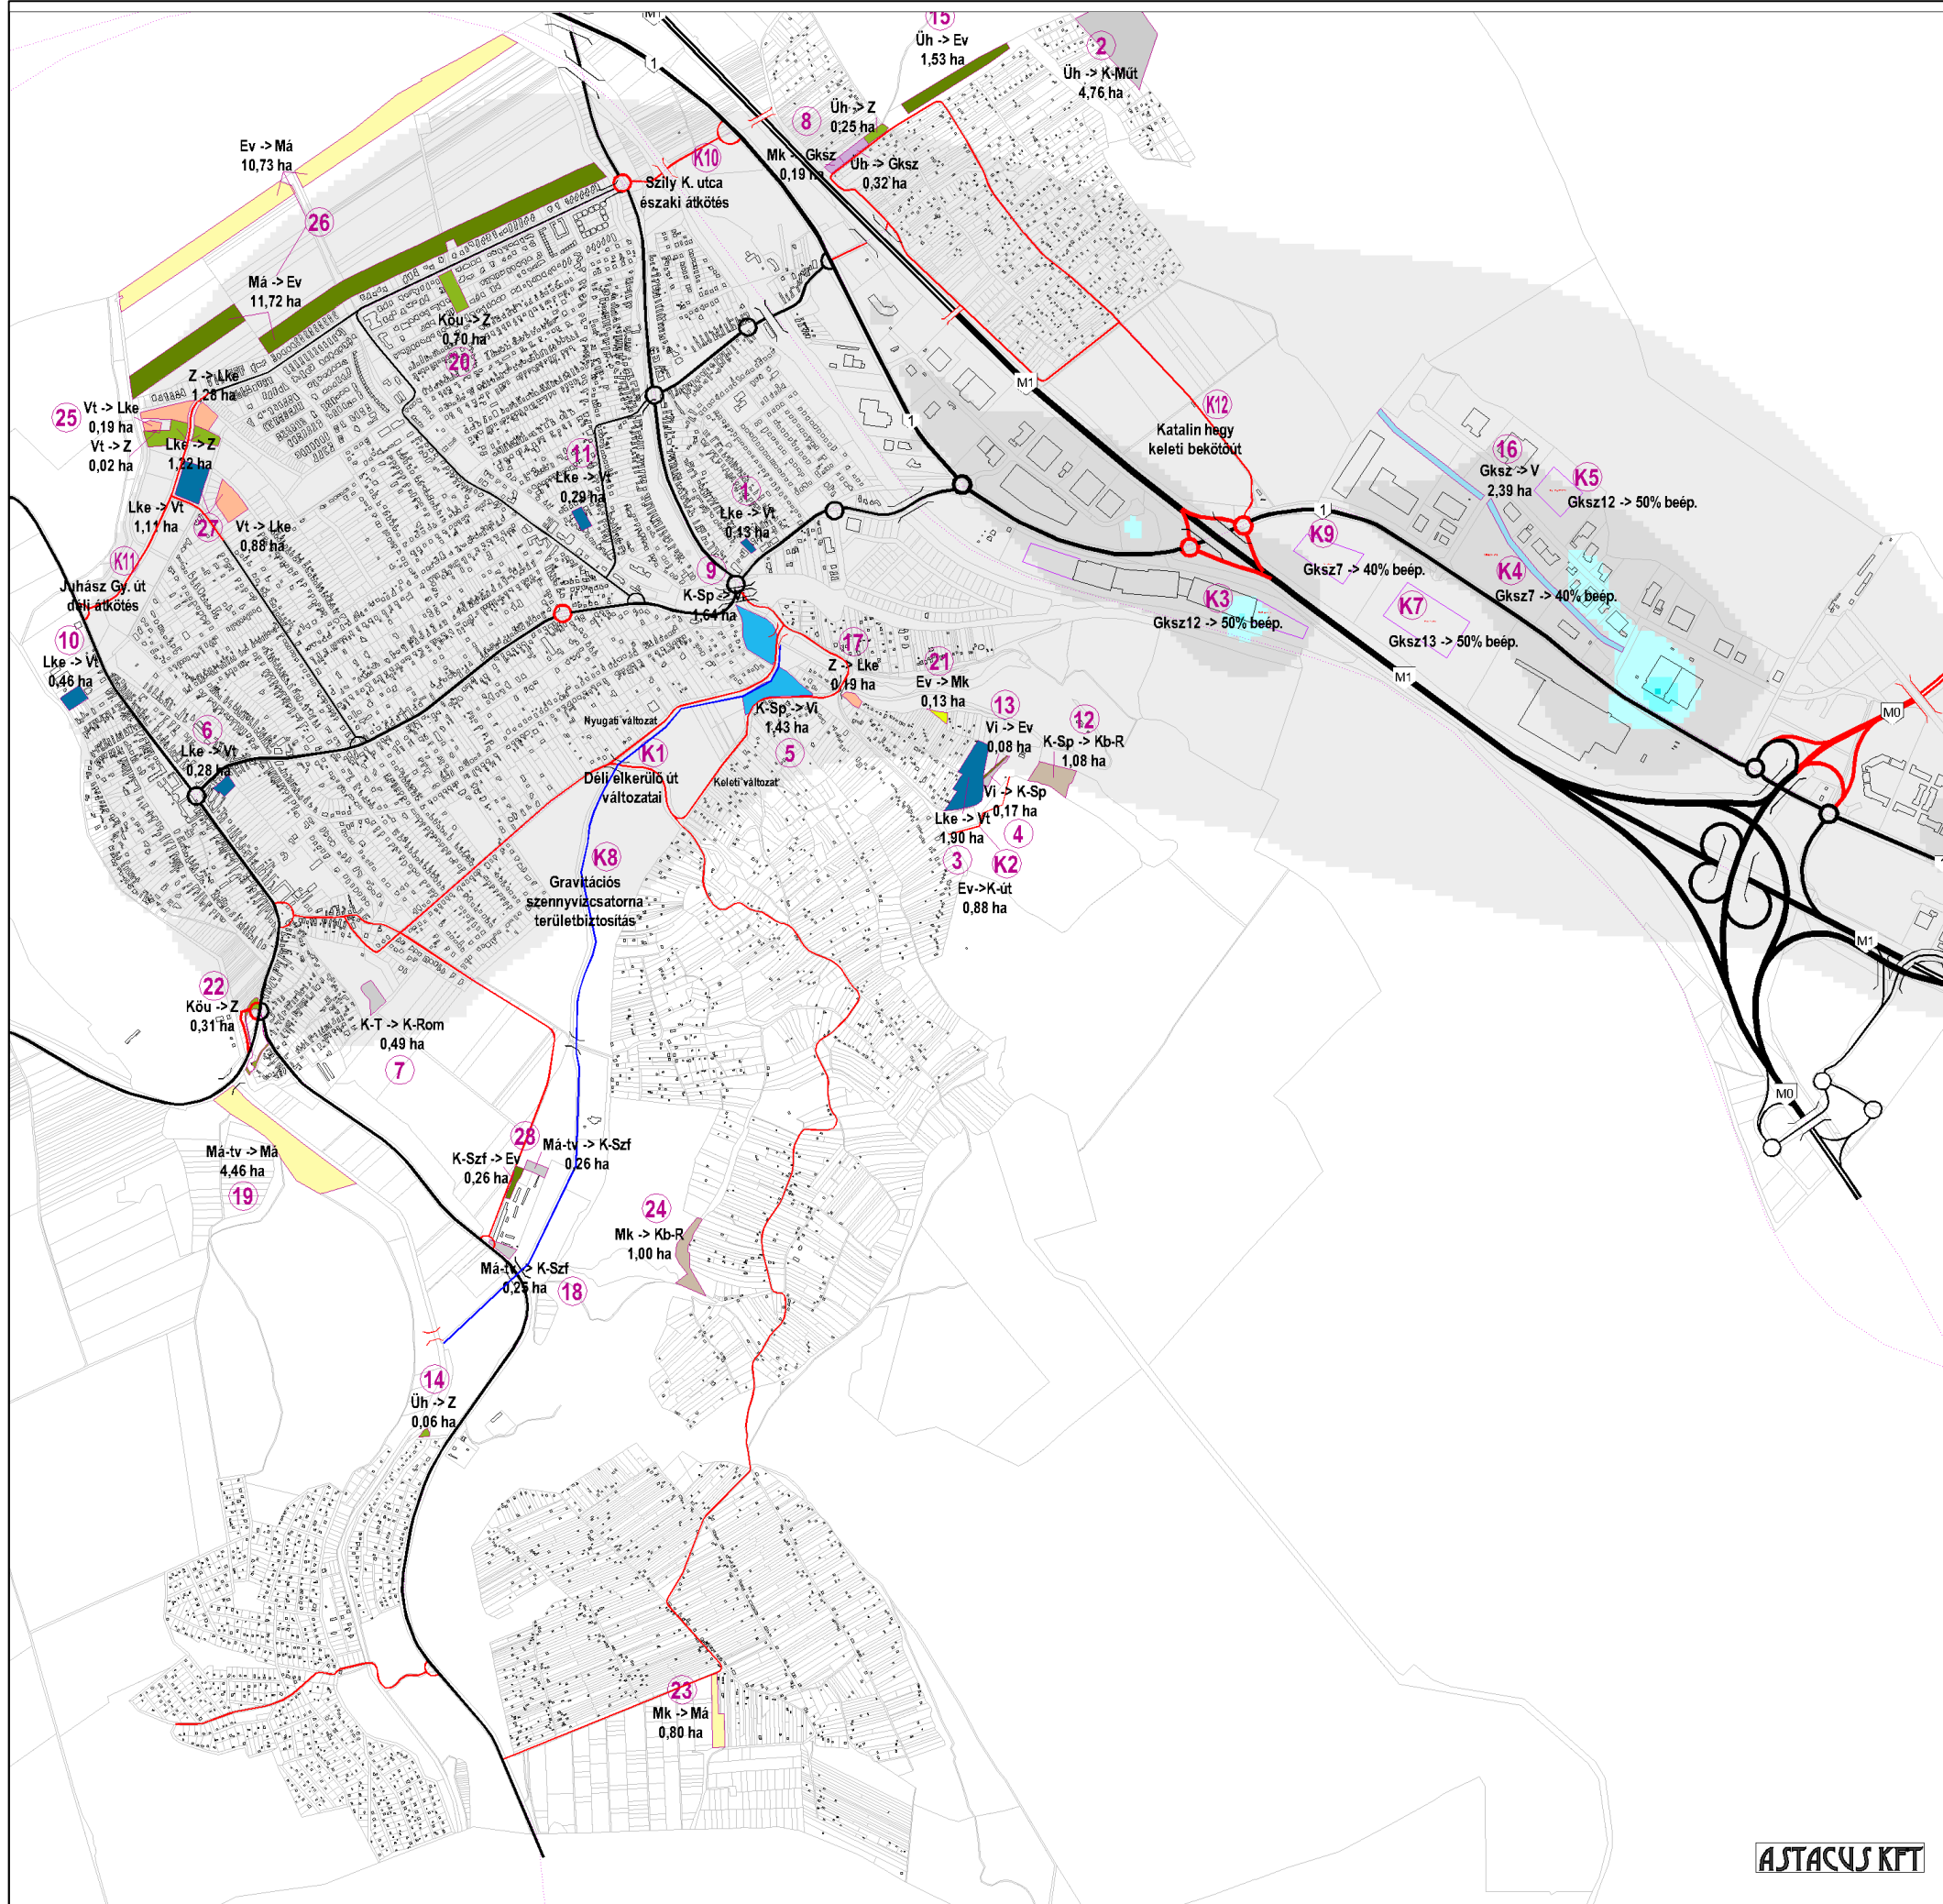 M1
1
15
Üh -> Ev
1,53 ha
2
Üh -> K-Műt
4,76 ha
8
Üh -> Z
0,25 ha
Mk -> Gksz
0,19 ha
Üh -> Gksz
0,32 ha
Ev -> Má
10,73 ha
26
Má -> Ev
11,72 ha
K10
Szily K. utca
északi átkötés
Köu -> Z
0,70 ha
20
Z -> Lke
1,28 ha
25
Vt -> Lke
0,19 ha
Vt -> Z
0,02 ha
Lke -> Z
1,22 ha
Lke -> Vt
1,11 ha
27
Vt -> Lke
0,88 ha
K11
Juhász Gy. út
déli átkötés
11
Lke -> Vt
0,29 ha
1
Lke -> Vt
0,13 ha
9
K-Sp -> Vi
1,64 ha
M1
1
K12
Katalin hegy
keleti bekötőút
16
Gksz -> V
2,39 ha
K5
Gksz12 -> 50% beép.
1
K9
Gksz7 -> 40% beép.
K4
Gksz7 -> 40% beép.
K3
Gksz12 -> 50% beép.
K7
Gksz13 -> 50% beép.
M1
M0
10
Lke -> Vt
0,46 ha
6
Lke -> Vt
0,28 ha
17
Z -> Lke
0,19 ha
21
Ev -> Mk
0,13 ha
K-Sp -> Vi
1,43 ha
5
13
Vi -> Ev
0,08 ha
12
K-Sp -> Kb-R
1,08 ha
Vi -> K-Sp
0,17 ha
4
Lke -> Vt
1,90 ha
3
K2
Ev->K-út
0,88 ha
Nyugati változat
K1
Déli elkerülő út
változatai
Keleti változat
K8
Gravitációs
szennyvízcsatorna
területbiztosítás
M1
M0
22
Köu -> Z
0,31 ha
K-T -> K-Rom
0,49 ha
7
Má-tv -> Má
4,46 ha
19
28
K-Szf -> Ev
0,26 ha
Má-tv -> K-Szf
0,26 ha
Má-tv -> K-Szf
0,25 ha
18
24
Mk -> Kb-R
1,00 ha
14
Üh -> Z
0,06 ha
23
Mk -> Má
0,80 ha
ASTACUS KFT